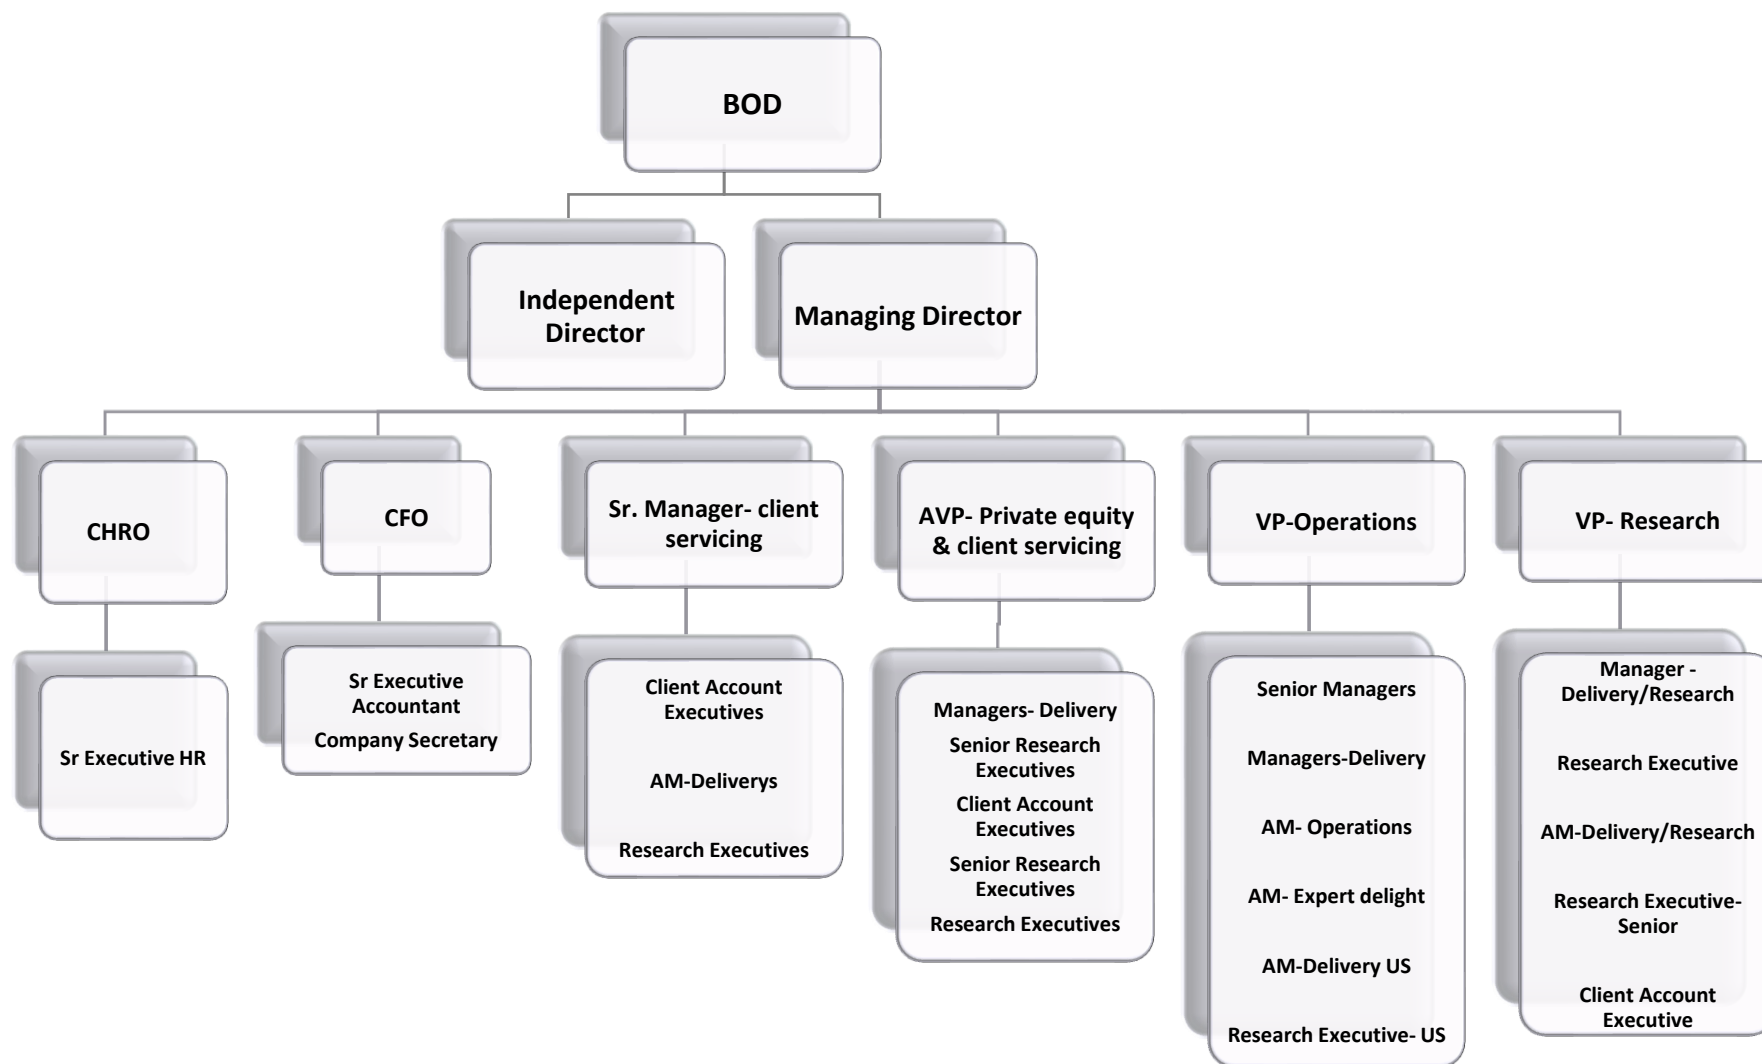 BOD
Independent
Director
Managing Director
CHRO
CFO
Sr. Manager- client
servicing
AVP- Private equity
& client servicing
VP-Operations
VP- Research
Sr Executive HR
Sr Executive
Accountant
Company Secretary
Client Account
Executives
AM-Deliverys
Research Executives
Managers- Delivery
Senior Research
Executives
Client Account
Executives
Senior Research
Executives
Research Executives
Senior Managers
Managers-Delivery
AM- Operations
AM- Expert delight
AM-Delivery US
Research Executive- US
Manager -
Delivery/Research
Research Executive
AM-Delivery/Research
Research Executive-
Senior
Client Account
Executive